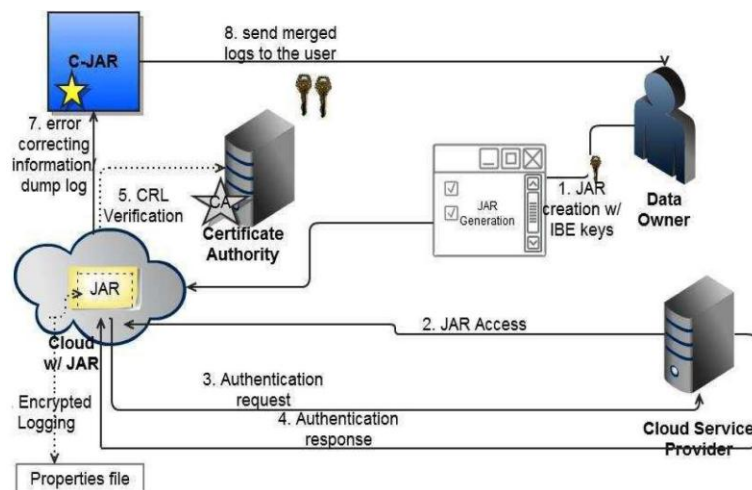 8. send merged
logs to the user
C-JAR
7. error
correcting
information/
dump log
5. CRL
Verification
CA
Certificate
Authority
JAR
Generation
1. JAR
creation w/
IBE keys
Data
Owner
JAR
Cloud
w/ JAR
2. JAR Access
3. Authentication
request
4. Authentication
response
Cloud Service
Provider
. Encrypted
Logging
Properties file